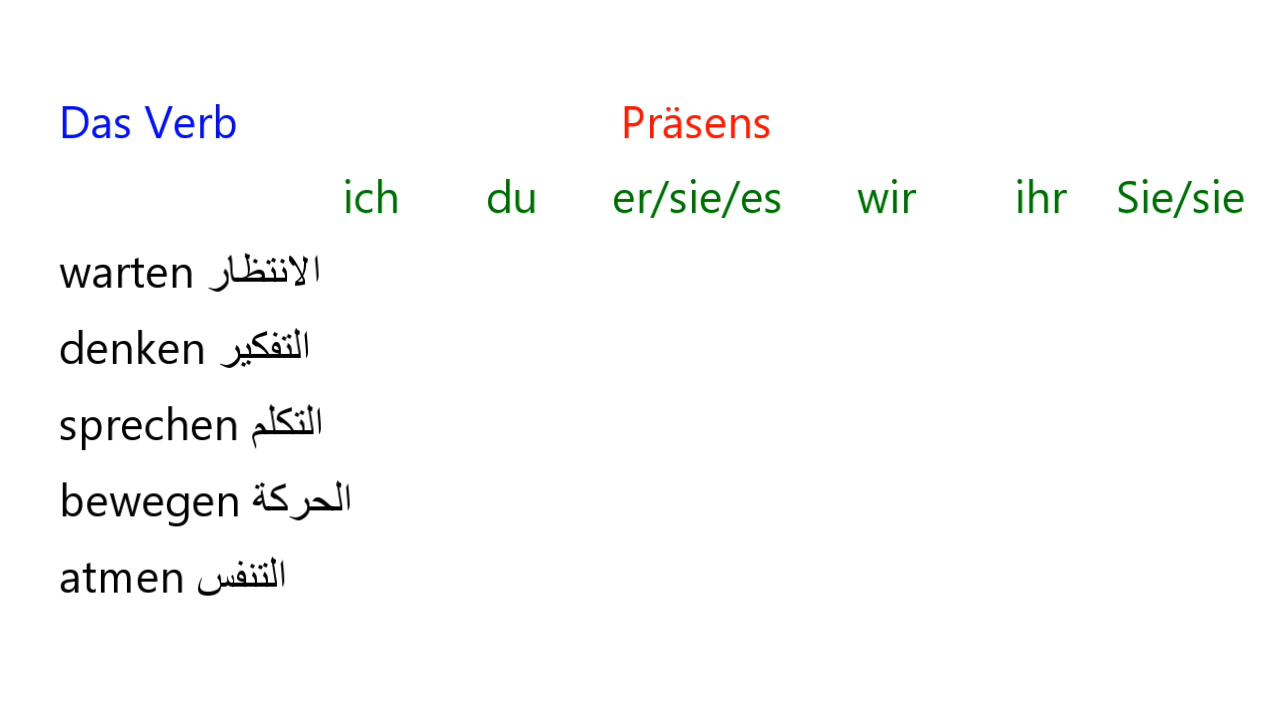 Das Verb Präsens
ich du er/sie/es wir ihr Sie/sie
warten الانتظار
denken التفكير
sprechen التكلم
bewegen الحركة
atmen التنفس